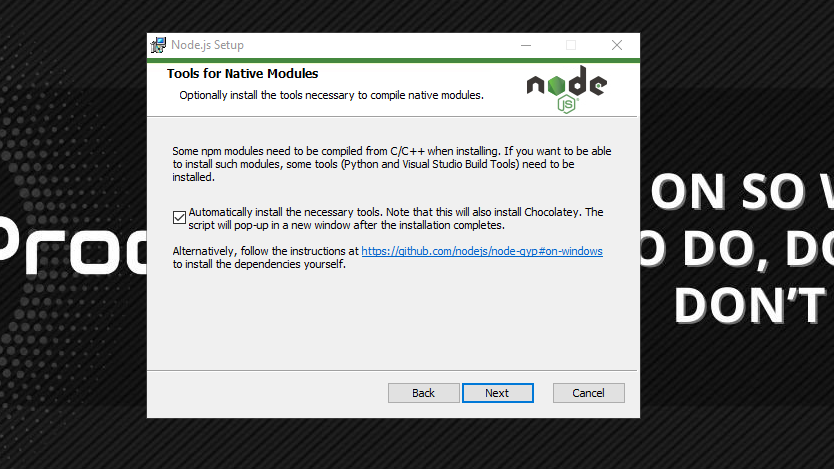 Node.js Setup
Tools for Native Modules
Optionally install the tools necessary to compile native modules.
node
JS
Some npm modules need to be compiled from C/C++ when installing. If you want to be able
to install such modules, some tools (Python and Visual Studio Build Tools) need to be
installed.
Automatically install the necessary tools. Note that this will also install Chocolatey. The
script will pop-up in a new window after the installation completes.
Alternatively, follow the instructions at https://github.com/nodejs/node-gyp#on-windows
to install the dependencies yourself.
Back Next Cancel
Proc
ON SO W
O DO, DO
DON'T